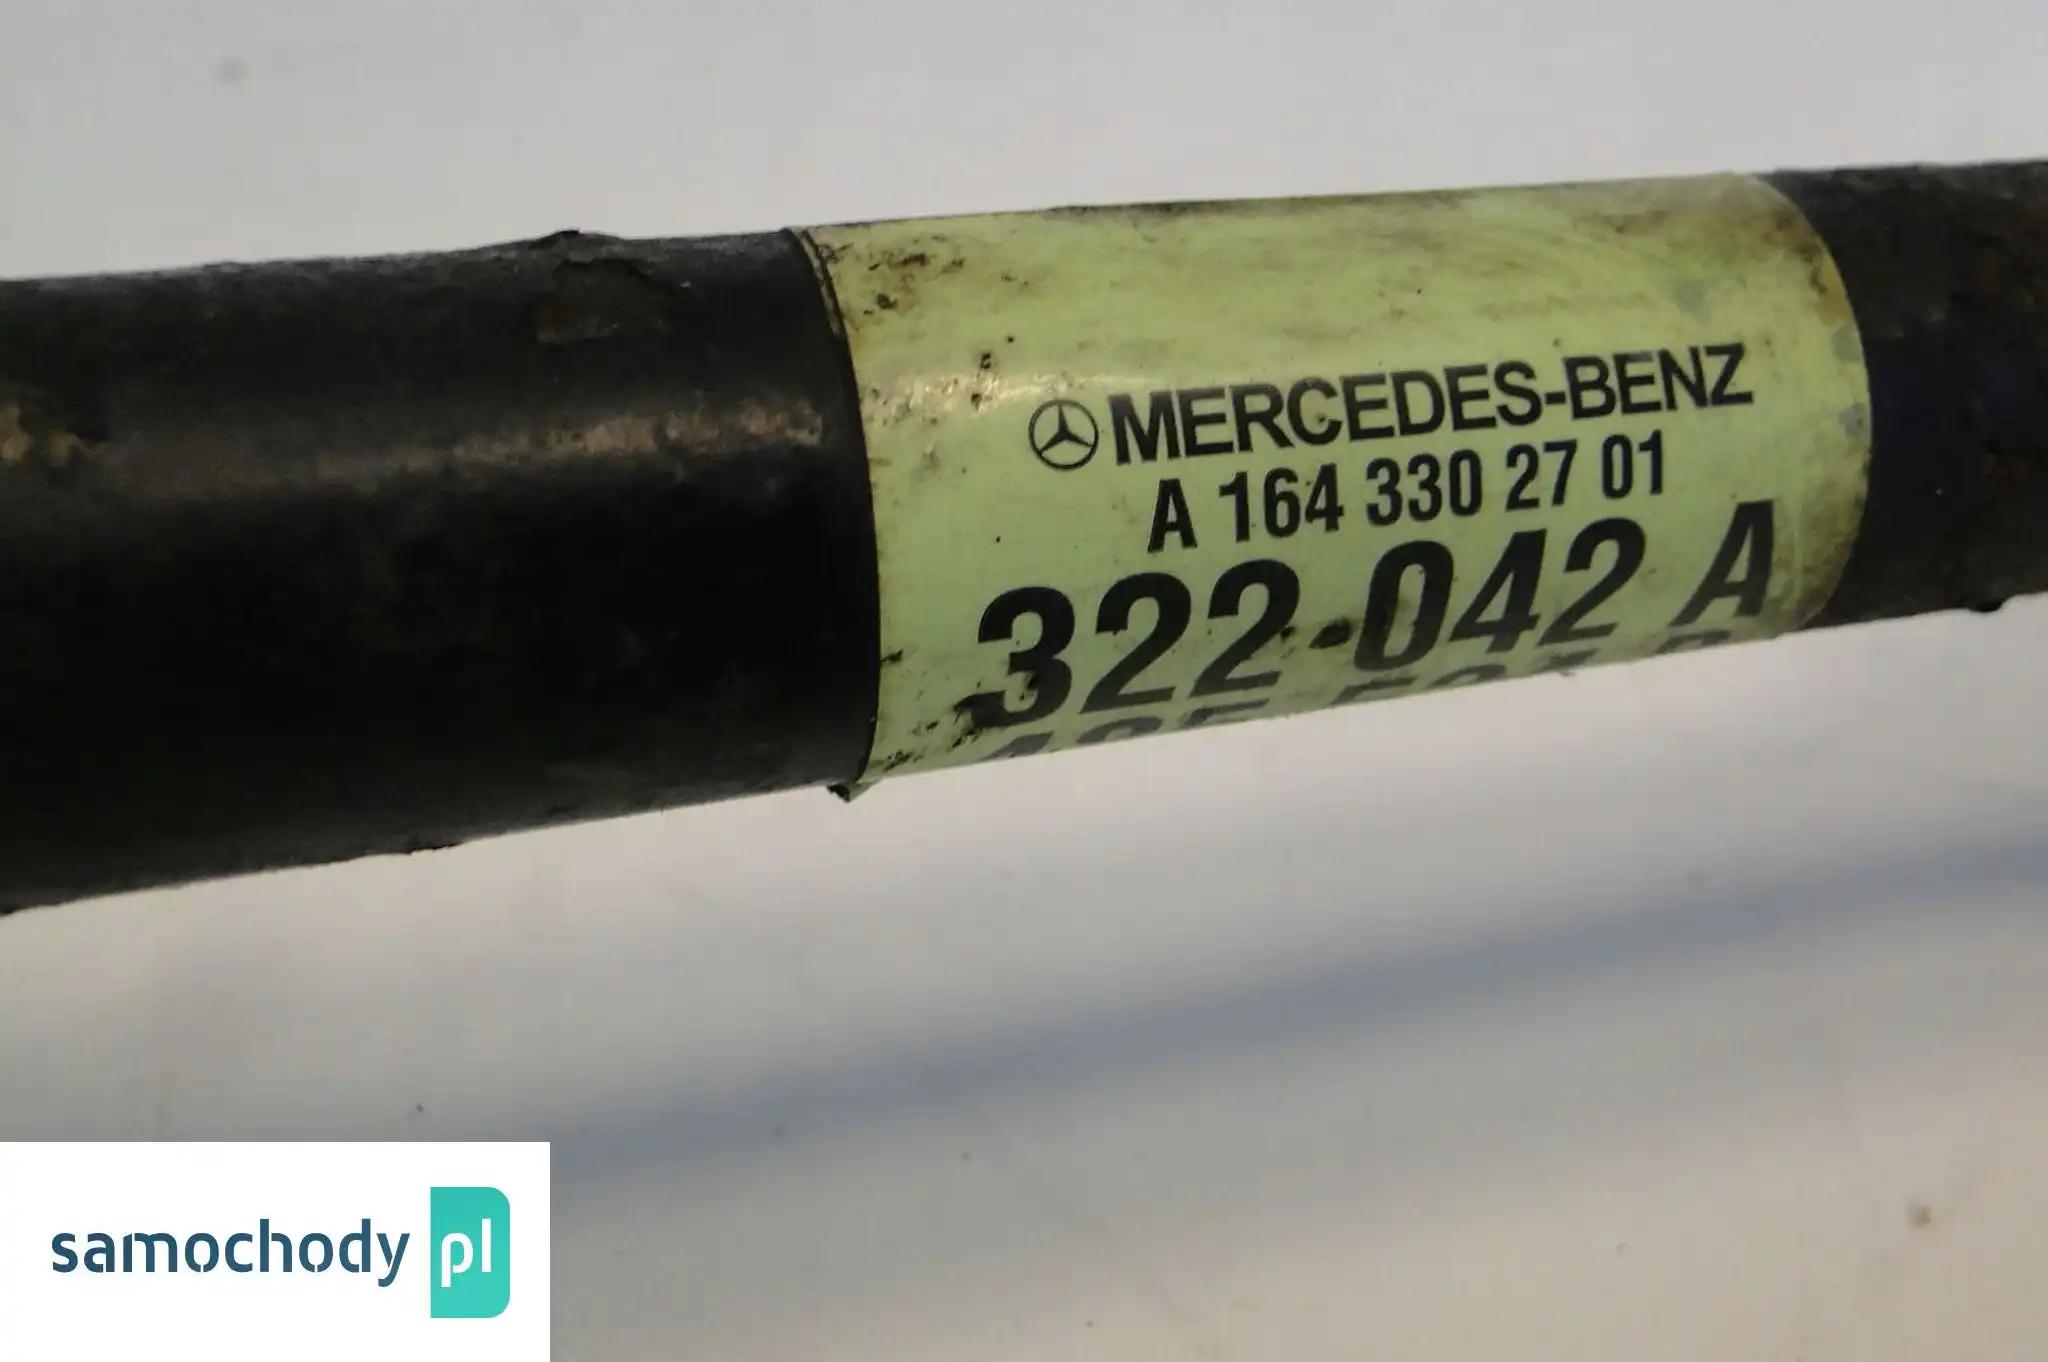 MERCEDES-BENZ
A 164 330 27 01
322-042 A
samochody pl